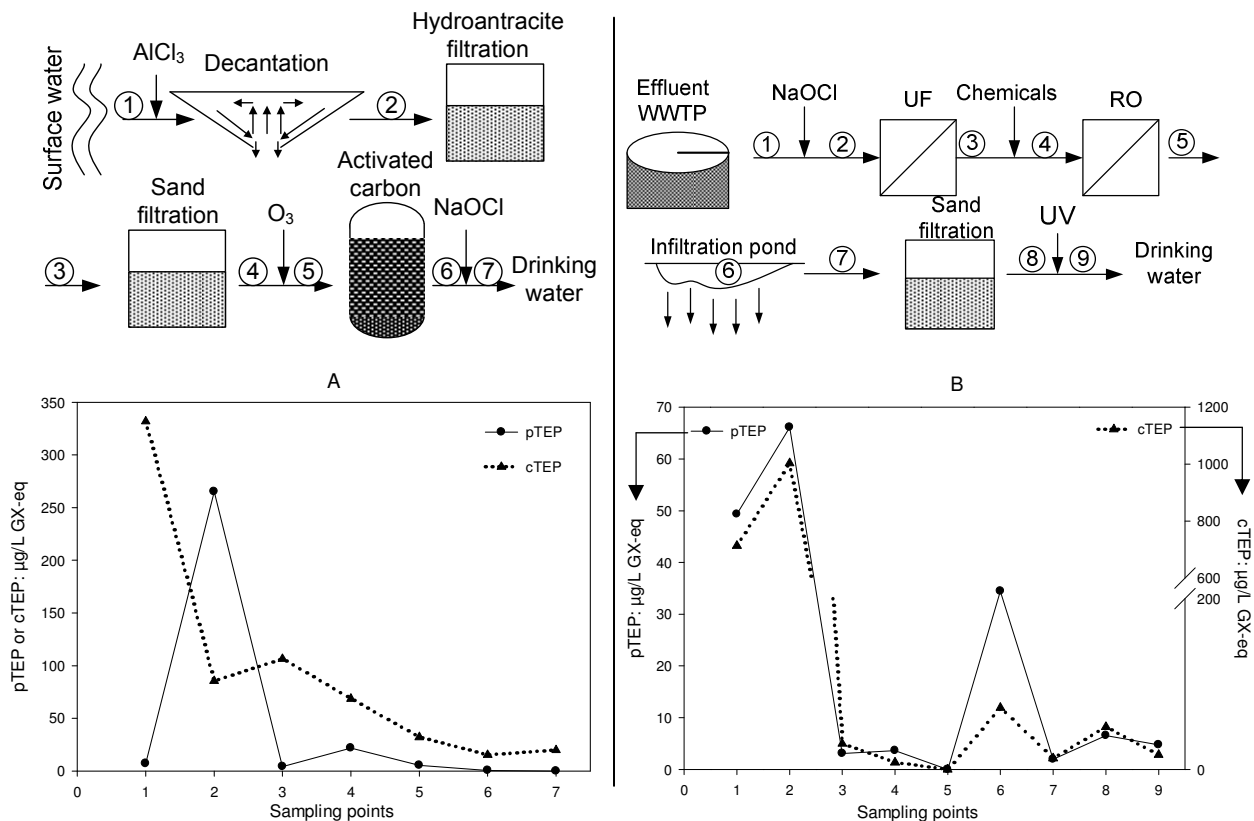 Surface water
AlCl3
Decantation
Hydroantracite
filtration
1
2
Sand
filtration
O3
Activated
carbon
NaOCl
3
4
5
6
7
Drinking
water
Effluent
WWTP
NaOCl
UF
Chemicals
RO
1
2
3
4
5
Infiltration pond
6
7
Sand
filtration
UV
8
9
Drinking
water
A
pTEP or cTEP: µg/L GX-eq
350
300
250
200
150
100
50
0
pTEP
cTEP
0 1 2 3 4 5 6 7
Sampling points
B
pTEP: µg/L GX-eq
70
60
50
40
30
20
10
0
pTEP
cTEP
1200
1000
800
600
200
0
cTEP: µg/L GX-eq
0 1 2 3 4 5 6 7 8 9
Sampling points